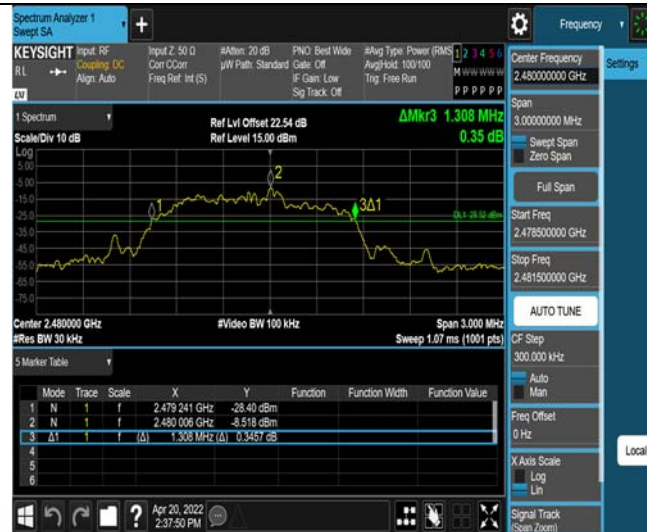 Spectrum Analyzer 1
Swept SA
Frequency
KEYSIGHT
RL
LXI
Input: RF
Coupling: DC
Align: Auto
Input Z: 50 Ω
Corr CCorr
Freq Ref: Int (S)
#Atten: 20 dB
µW Path: Standard
PNO: Best Wide
Gate: Off
IF Gain: Low
Sig Track: Off
#Avg Type: Power (RMS
Avg|Hold: 100/100
Trig: Free Run
1 2 3 4 5 6
M W W W W W
P P P P P P
1 Spectrum
Scale/Div 10 dB
Ref Lvl Offset 22.54 dB
Ref Level 15.00 dBm
ΔMkr3 1.308 MHz
0.35 dB
Log
5.00
-5.00
-15.0
-25.0
-35.0
-45.0
-55.0
-65.0
-75.0
1
2
3Δ1
DL1 -28.52 dBm
Center 2.480000 GHz
#Res BW 30 kHz
#Video BW 100 kHz
Span 3.000 MHz
Sweep 1.07 ms (1001 pts)
5 Marker Table
Mode Trace Scale X Y Function Function Width Function Value
1 N 1 f 2.479 241 GHz -28.40 dBm
2 N 1 f 2.480 006 GHz -8.518 dBm
3 Δ1 1 f (Δ) 1.308 MHz (Δ) 0.3457 dB
4
5
6
?
Apr 20, 2022
2:37:50 PM
Center Frequency
2.480000000 GHz
Span
3.00000000 MHz
Swept Span
Zero Span
Full Span
Start Freq
2.478500000 GHz
Stop Freq
2.481500000 GHz
AUTO TUNE
CF Step
300.000 kHz
Auto
Man
Freq Offset
0 Hz
X Axis Scale
Log
Lin
Signal Track
(Span Zoom)
Settings
Local